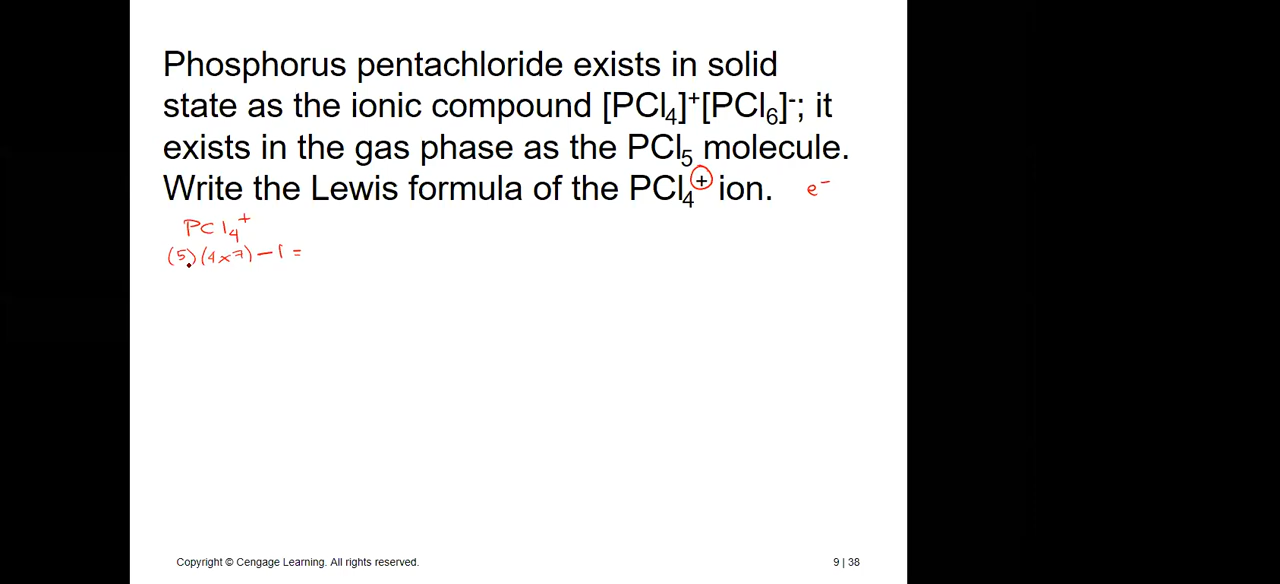 Phosphorus pentachloride exists in solid
state as the ionic compound [PCl₄]⁺[PCl₆]⁻; it
exists in the gas phase as the PCl₅ molecule.
Write the Lewis formula of the PCl₄⁺ ion. e⁻
PCl₄⁺
(5)(4×7)−1=
Copyright © Cengage Learning. All rights reserved. 9 | 38